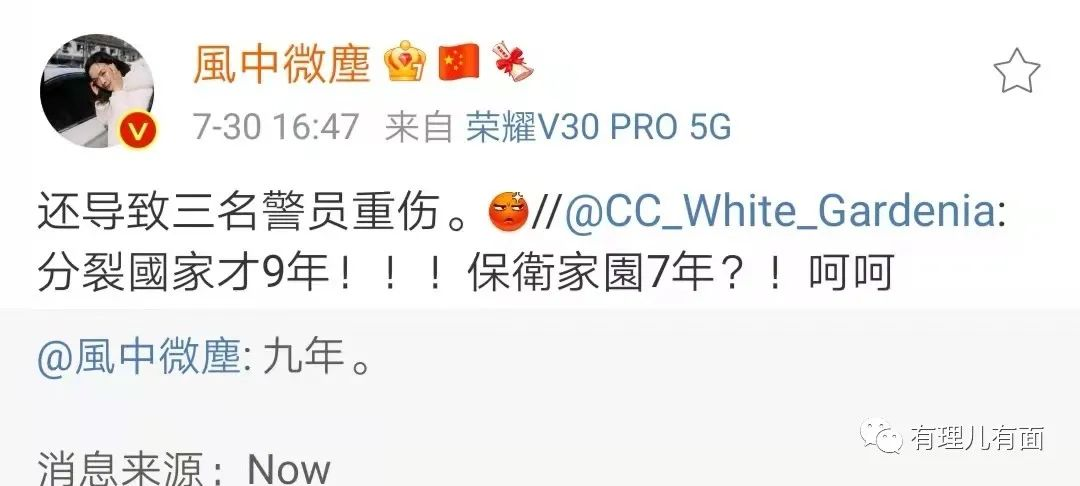 風中微塵
7-30 16:47 来自 荣耀V30 PRO 5G
还导致三名警员重伤。//@CC_White_Gardenia:
分裂國家才9年！！！保衛家園7年？！呵呵
@風中微塵: 九年。
有理儿有面
消息来源：Now